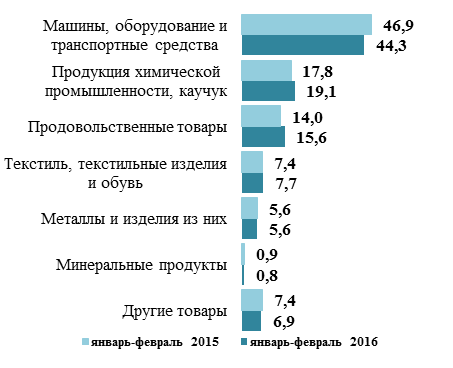 Машины, оборудование и
транспортные средства
46,9
44,3
Продукция химической
промышленности, каучук
17,8
19,1
Продовольственные товары
14,0
15,6
Текстиль, текстильные изделия
и обувь
7,4
7,7
Металлы и изделия из них
5,6
5,6
Минеральные продукты
0,9
0,8
Другие товары
7,4
6,9
январь-февраль 2015
январь-февраль 2016